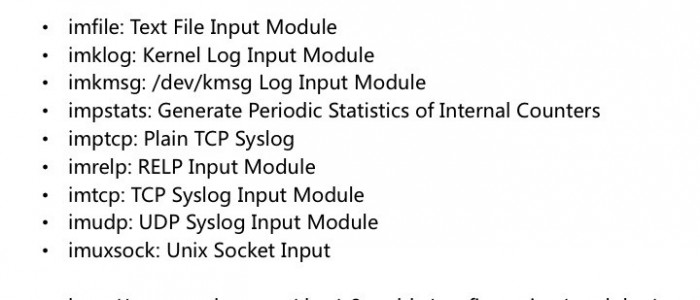 • imfile: Text File Input Module
• imklog: Kernel Log Input Module
• imkmsg: /dev/kmsg Log Input Module
• impstats: Generate Periodic Statistics of Internal Counters
• imptcp: Plain TCP Syslog
• imrelp: RELP Input Module
• imtcp: TCP Syslog Input Module
• imudp: UDP Syslog Input Module
• imuxsock: Unix Socket Input